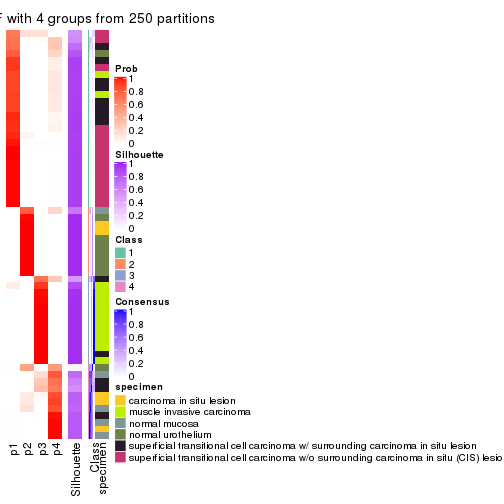 with 4 groups from 250 partitions
Prob
1
0.8
0.6
0.4
0.2
0
Silhouette
1
0.8
0.6
0.4
0.2
0
Class
1
2
3
4
Consensus
1
0.8
0.6
0.4
0.2
0
specimen
carcinoma in situ lesion
muscle invasive carcinoma
normal mucosa
normal urothelium
superficial transitional cell carcinoma w/ surrounding carcinoma in situ lesion
superficial transitional cell carcinoma w/o surrounding carcinoma in situ (CIS) lesio
p1
p2
p3
p4
Silhouette
Class
specimen